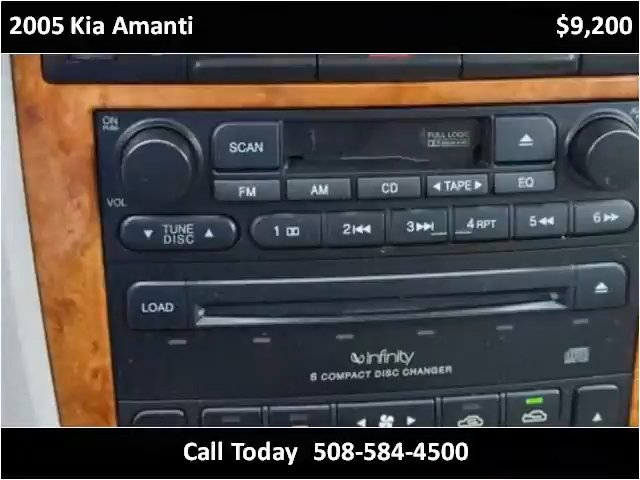 2005 Kia Amanti $9,200
ON
PUSH
SCAN
FULL LOGIC
VOL
FM AM CD TAPE EQ
TUNE
DISC
1 2 3 4 RPT 5 6
LOAD
infinity
6 COMPACT DISC CHANGER
Call Today 508-584-4500